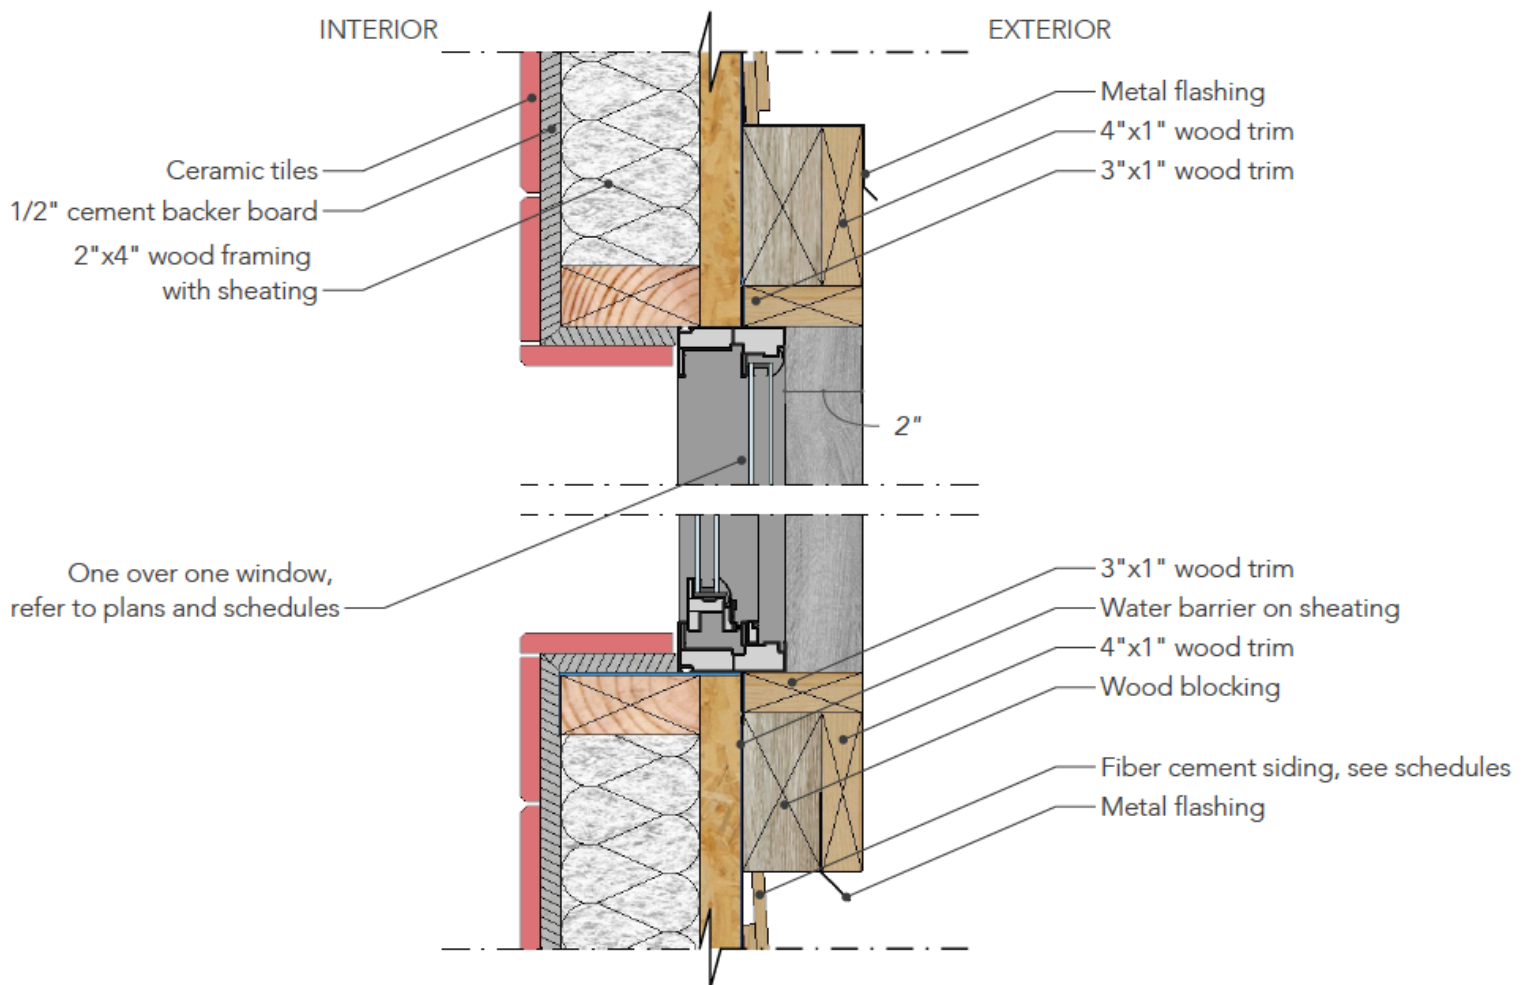 INTERIOR
EXTERIOR
Metal flashing
4"x1" wood trim
3"x1" wood trim
Ceramic tiles
1/2" cement backer board
2"x4" wood framing
with sheating
2"
One over one window,
refer to plans and schedules
3"x1" wood trim
Water barrier on sheating
4"x1" wood trim
Wood blocking
Fiber cement siding, see schedules
Metal flashing